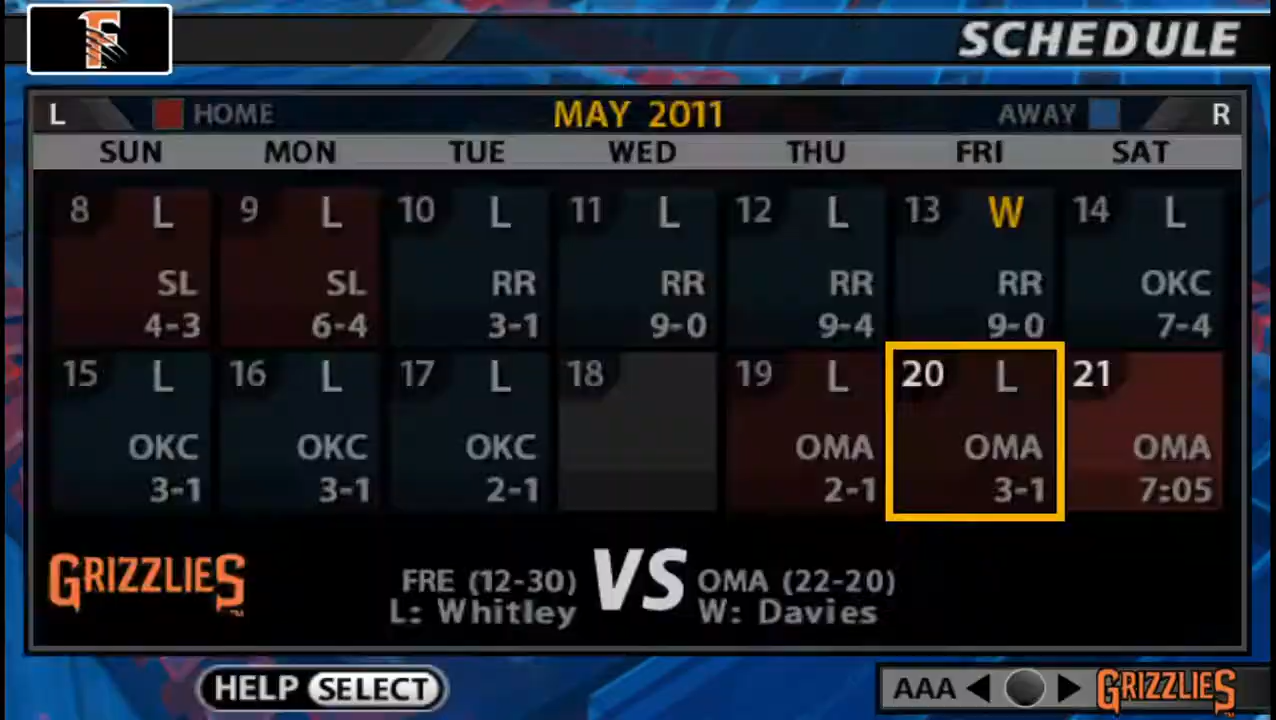 F
SCHEDULE
L HOME MAY 2011 AWAY R
SUN MON TUE WED THU FRI SAT
8 L 9 L 10 L 11 L 12 L 13 W 14 L
SL SL RR RR RR RR OKC
4-3 6-4 3-1 9-0 9-4 9-0 7-4
15 L 16 L 17 L 18 19 L 20 L 21
OKC OKC OKC OMA OMA OMA
3-1 3-1 2-1 2-1 3-1 7:05
GRIZZLIES™ FRE (12-30) VS OMA (22-20)
L: Whitley W: Davies
HELP SELECT AAA GRIZZLIES